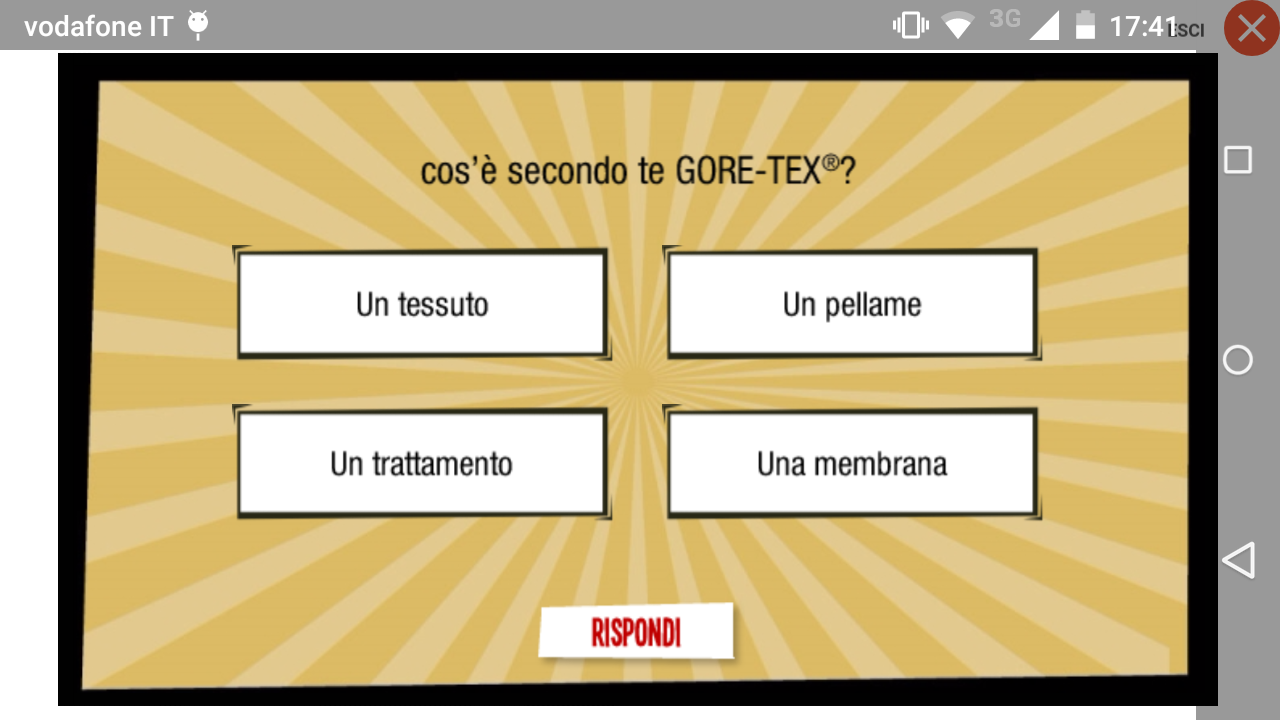 vodafone IT 3G 17:41 ESCI
cos'è secondo te GORE-TEX®?
Un tessuto Un pellame
Un trattamento Una membrana
RISPONDI